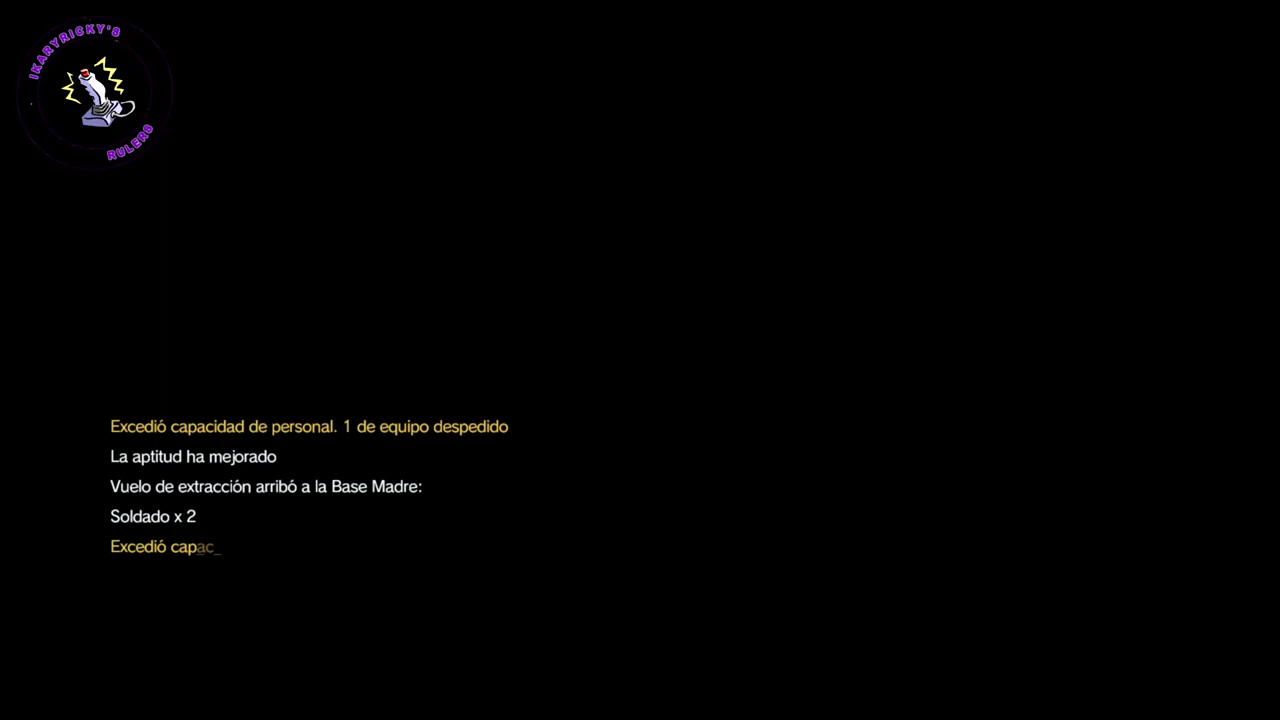 IKARYRICKY'S
RULERS
Excedió capacidad de personal. 1 de equipo despedido
La aptitud ha mejorado
Vuelo de extracción arribó a la Base Madre:
Soldado x 2
Excedió capac_